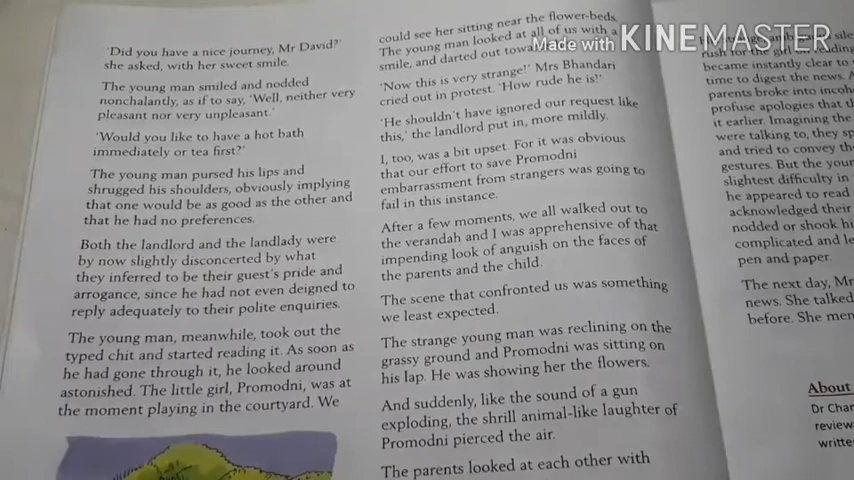 'Did you have a nice journey, Mr David?'
she asked, with her sweet smile.
The young man smiled and nodded
nonchalantly, as if to say, 'Well, neither very
pleasant nor very unpleasant.'
'Would you like to have a hot bath
immediately or tea first?'
The young man pursed his lips and
shrugged his shoulders, obviously implying
that one would be as good as the other and
that he had no preferences.
Both the landlord and the landlady were
by now slightly disconcerted by what
they inferred to be their guest's pride and
arrogance, since he had not even deigned to
reply adequately to their polite enquiries.
The young man, meanwhile, took out the
typed chit and started reading it. As soon as
he had gone through it, he looked around
astonished. The little girl, Promodni, was at
the moment playing in the courtyard. We
could see her sitting near the flower-beds.
The young man looked at all of us with a
smile, and darted out
'Now this is very strange!' Mrs Bhandari
cried out in protest. 'How rude he is!'
'He shouldn't have ignored our request like
this,' the landlord put in, more mildly.
I, too, was a bit upset. For it was obvious
that our effort to save Promodni
embarrassment from strangers was going to
fail in this instance.
After a few moments, we all walked out to
the verandah and I was apprehensive of that
impending look of anguish on the faces of
the parents and the child.
The scene that confronted us was something
we least expected.
The strange young man was reclining on the
grassy ground and Promodni was sitting on
his lap. He was showing her the flowers.
And suddenly, like the sound of a gun
exploding, the shrill animal-like laughter of
Promodni pierced the air.
The parents looked at each other with
Made with KINEMASTER
rush for the girl
became instantly clear to
time to digest the news.
parents broke into
profuse apologies that
it earlier. Imagining the
were talking to, they
and tried to convey the
gestures. But the
slightest difficulty in
he appeared to read
acknowledged their
nodded or shook
complicated and
pen and paper.
The next day,
news. She talked
before. She
About
Dr
review